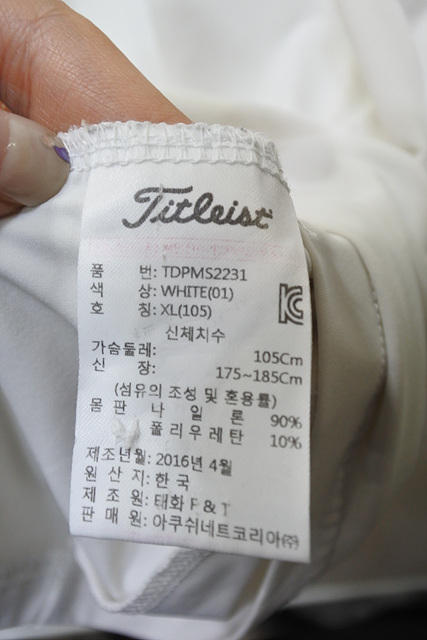 Titleist
품 번: TDPMS2231
색 상: WHITE(01)
호 칭: XL(105)
신체치수
가슴둘레: 105Cm
신 장: 175~185Cm
(섬유의 조성 및 혼용률)
몸 판 나 일 론 90%
폴 리 우 레 탄 10%
제조년월: 2016년 4월
원 산 지: 한 국
제 조 원: 태화 F & T
판 매 원: 아쿠쉬네트코리아㈜